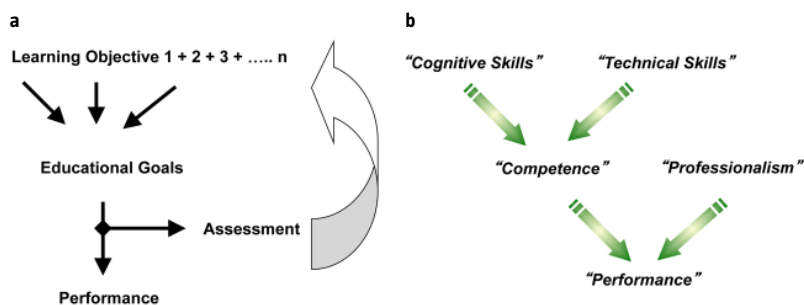 a
Learning Objective 1 + 2 + 3 + ..... n
Educational Goals
Assessment
Performance
b
“Cognitive Skills” “Technical Skills”
“Competence” “Professionalism”
“Performance”